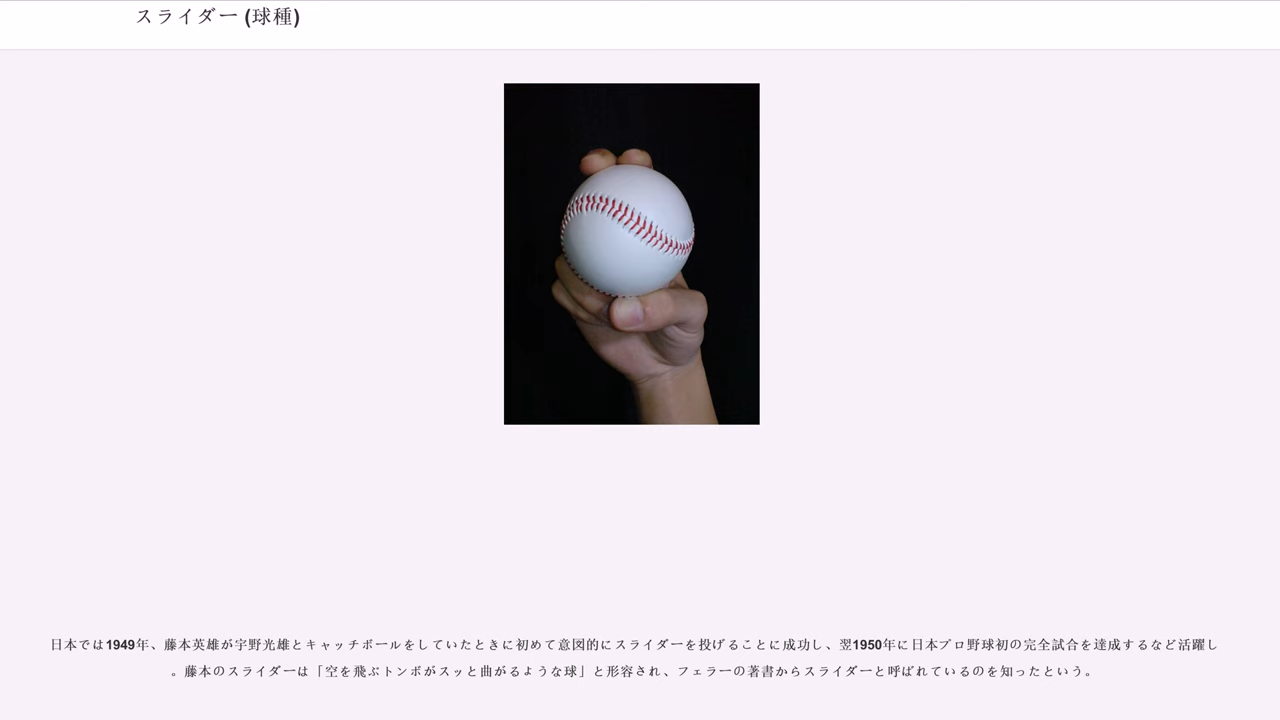 スライダー (球種)
日本では1949年、藤本英雄が宇野光雄とキャッチボールをしていたときに初めて意図的にスライダーを投げることに成功し、翌1950年に日本プロ野球初の完全試合を達成するなど活躍し
。藤本のスライダーは「空を飛ぶトンボがスッと曲がるような球」と形容され、フェラーの著書からスライダーと呼ばれているのを知ったという。